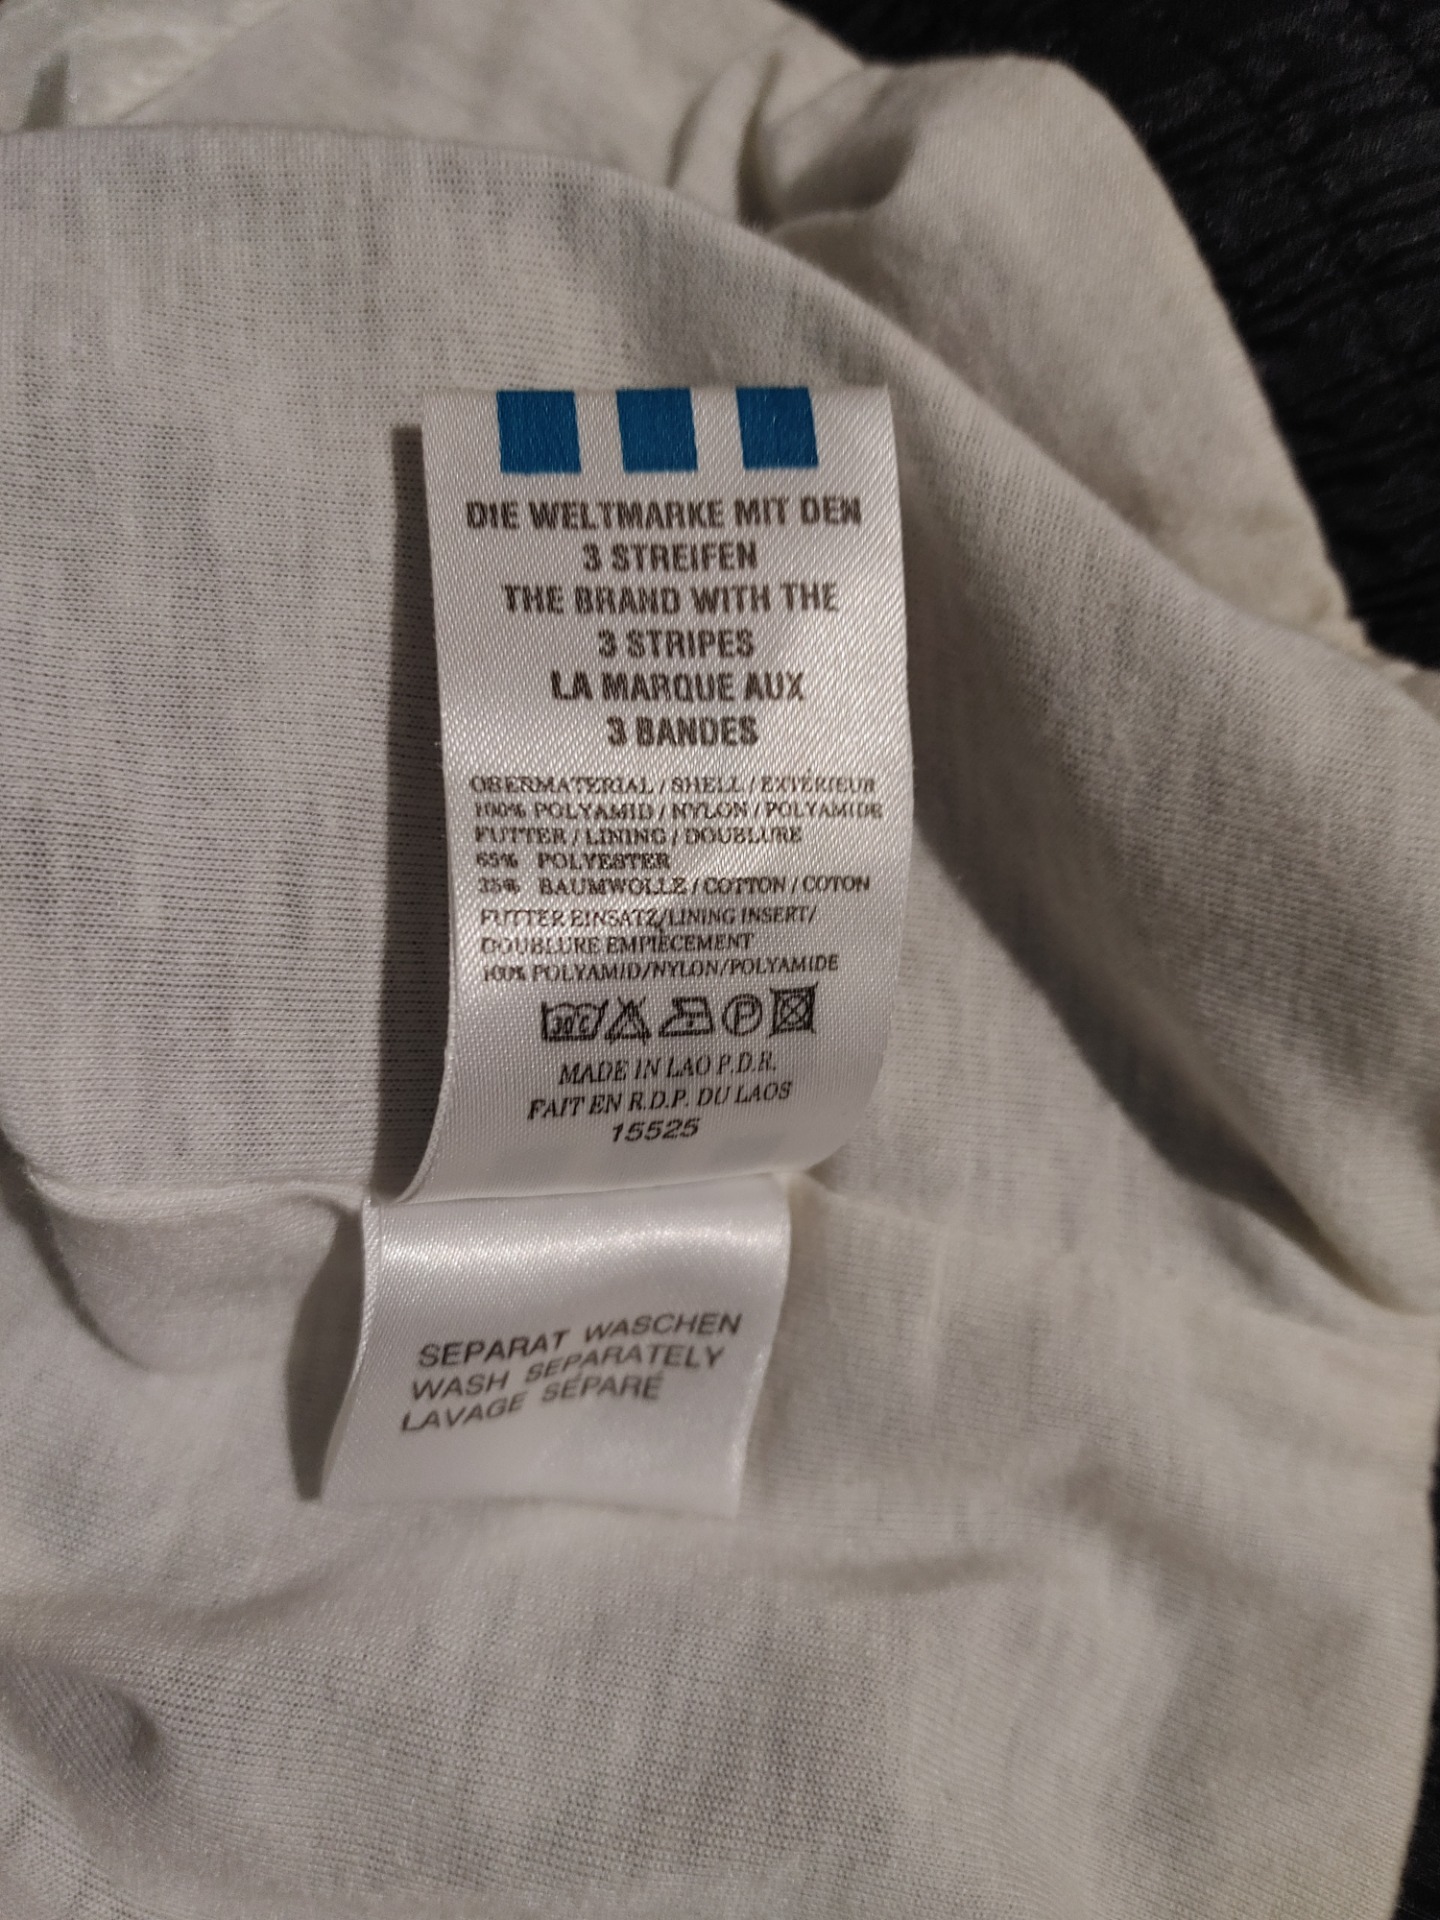 DIE WELTMARKE MIT DEN
3 STREIFEN
THE BRAND WITH THE
3 STRIPES
LA MARQUE AUX
3 BANDES
OBERMATERIAL / SHELL / EXTÉRIEUR
100% POLYAMID / NYLON / POLYAMIDE
FUTTER / LINING / DOUBLURE
65% POLYESTER
35% BAUMWOLLE / COTTON / COTON
FUTTER EINSATZ/LINING INSERT/
DOUBLURE EMPIÈCEMENT
100% POLYAMID/NYLON/POLYAMIDE
30°C P
MADE IN LAO P.D.R.
FAIT EN R.D.P. DU LAOS
15525
SEPARAT WASCHEN
WASH SEPARATELY
LAVAGE SÉPARÉ